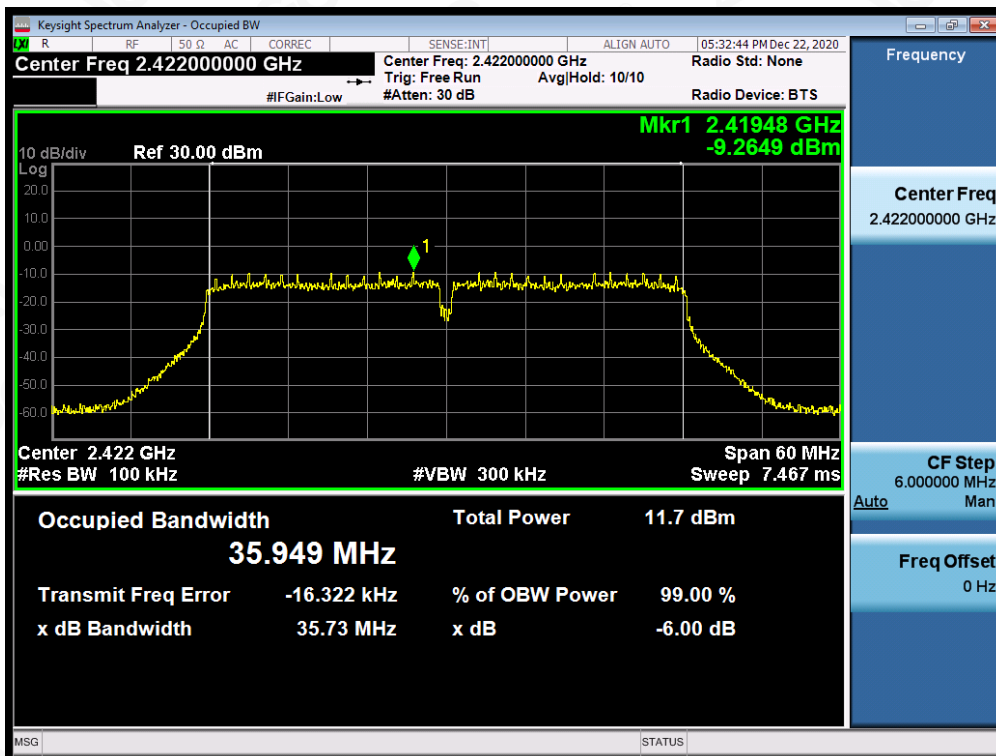 Keysight Spectrum Analyzer - Occupied BW
LXI R RF 50 Ω AC CORREC SENSE:INT ALIGN AUTO 05:32:44 PM Dec 22, 2020
Center Freq 2.422000000 GHz
Center Freq: 2.422000000 GHz Radio Std: None
Trig: Free Run Avg|Hold: 10/10
#IFGain:Low #Atten: 30 dB Radio Device: BTS
Mkr1 2.41948 GHz
10 dB/div Ref 30.00 dBm -9.2649 dBm
Log
20.0
10.0
0.00
1
-10.0
-20.0
-30.0
-40.0
-50.0
-60.0
Center 2.422 GHz Span 60 MHz
#Res BW 100 kHz #VBW 300 kHz Sweep 7.467 ms
Occupied Bandwidth Total Power 11.7 dBm
35.949 MHz
Transmit Freq Error -16.322 kHz % of OBW Power 99.00 %
x dB Bandwidth 35.73 MHz x dB -6.00 dB
MSG STATUS
Frequency
Center Freq
2.422000000 GHz
CF Step
6.000000 MHz
Auto Man
Freq Offset
0 Hz